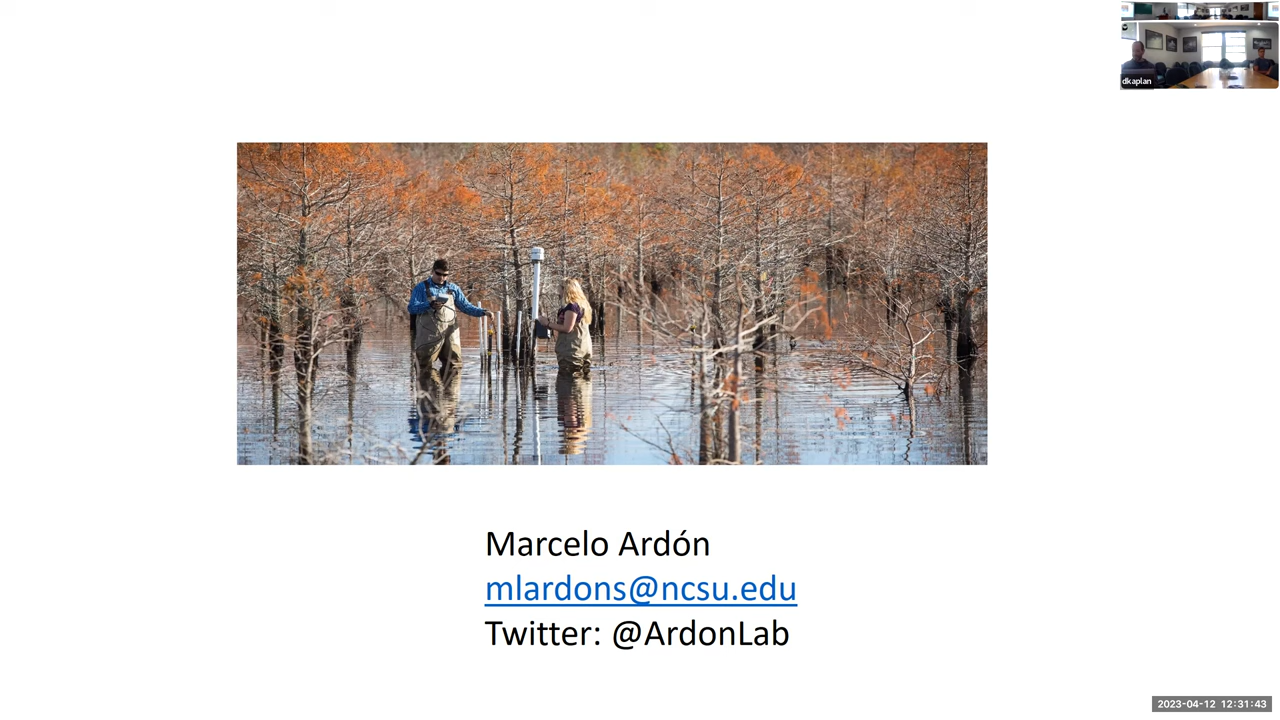 dkaplan
Marcelo Ardón
mlardons@ncsu.edu
Twitter: @ArdonLab
2023-04-12 12:31:43